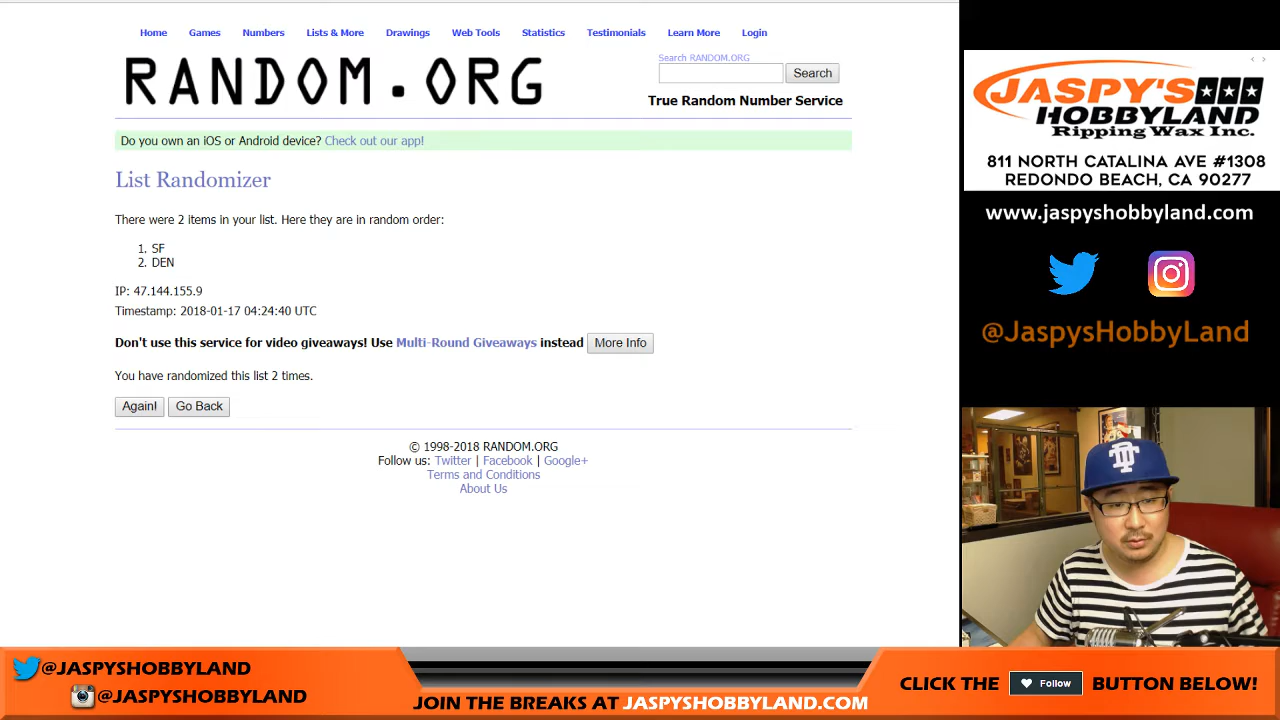 Home Games Numbers Lists & More Drawings Web Tools Statistics Testimonials Learn More Login
RANDOM.ORG
Search RANDOM.ORG
Search
True Random Number Service
Do you own an iOS or Android device? Check out our app!
List Randomizer
There were 2 items in your list. Here they are in random order:
1. SF
2. DEN
IP: 47.144.155.9
Timestamp: 2018-01-17 04:24:40 UTC
Don't use this service for video giveaways! Use Multi-Round Giveaways instead More Info
You have randomized this list 2 times.
Again! Go Back
© 1998-2018 RANDOM.ORG
Follow us: Twitter | Facebook | Google+
Terms and Conditions
About Us
JASPY'S
HOBBYLAND
Ripping Wax Inc.
811 NORTH CATALINA AVE #1308
REDONDO BEACH, CA 90277
www.jaspyshobbyland.com
@JaspysHobbyLand
@JASPYSHOBBYLAND
@JASPYSHOBBYLAND
JOIN THE BREAKS AT JASPYSHOBBYLAND.COM
CLICK THE Follow BUTTON BELOW!